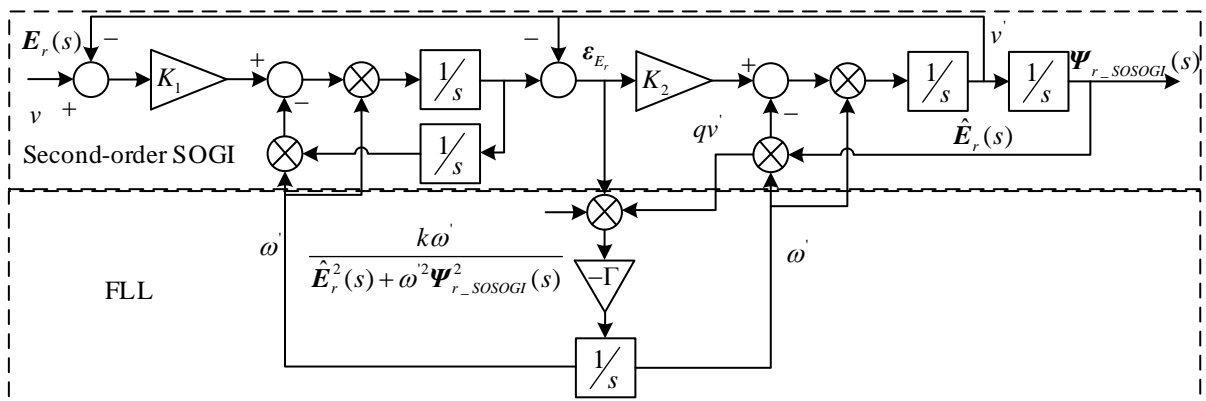 E_r(s)
−
−
v'
ε_{E_r}
Ψ_{r_SOSOGI}(s)
K_1
+
1/s
K_2
+
1/s
1/s
v
+
−
−
qv'
Ê_r(s)
1/s
Second-order SOGI
ω'
kω'
Ê_r^2(s) + ω'^2 Ψ^2_{r_SOSOGI}(s)
ω'
−Γ
FLL
1/s